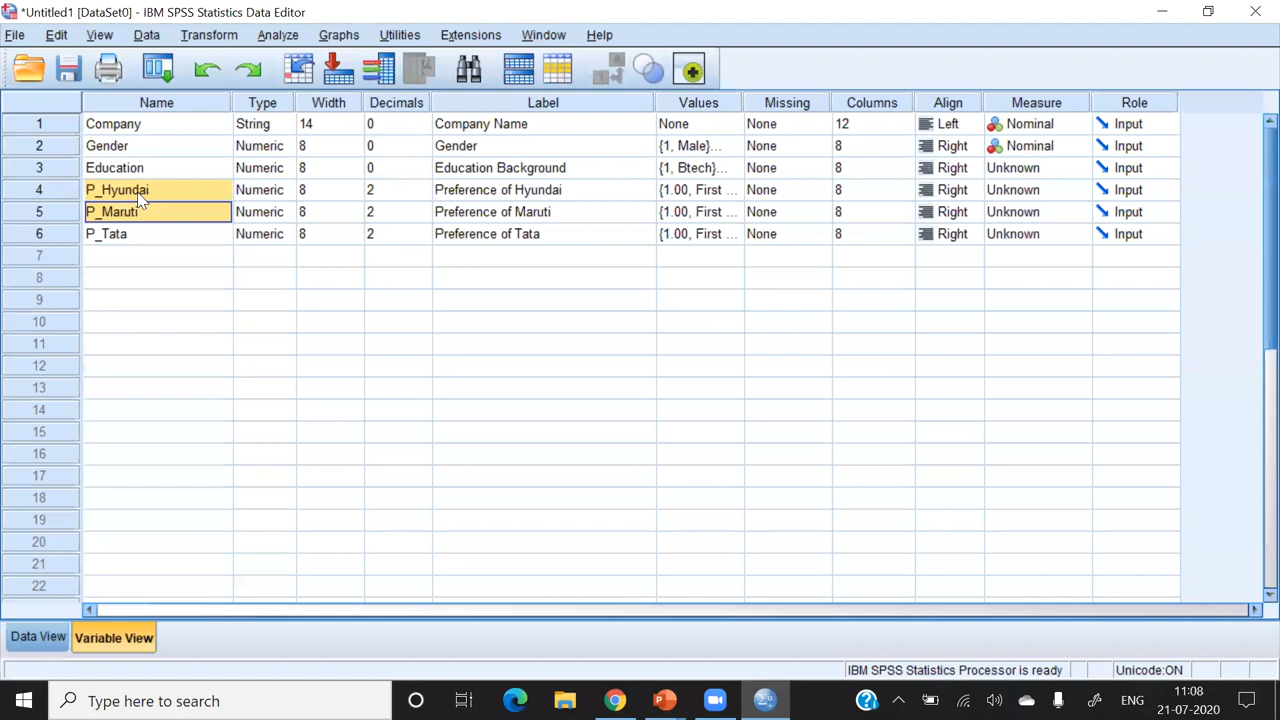 *Untitled1 [DataSet0] - IBM SPSS Statistics Data Editor
File Edit View Data Transform Analyze Graphs Utilities Extensions Window Help
Name Type Width Decimals Label Values Missing Columns Align Measure Role
1 Company String 14 0 Company Name None None 12 Left Nominal Input
2 Gender Numeric 8 0 Gender {1, Male}... None 8 Right Nominal Input
3 Education Numeric 8 0 Education Background {1, Btech}... None 8 Right Unknown Input
4 P_Hyundai Numeric 8 2 Preference of Hyundai {1.00, First ... None 8 Right Unknown Input
5 P_Maruti Numeric 8 2 Preference of Maruti {1.00, First ... None 8 Right Unknown Input
6 P_Tata Numeric 8 2 Preference of Tata {1.00, First ... None 8 Right Unknown Input
7
8
9
10
11
12
13
14
15
16
17
18
19
20
21
22
Data View Variable View
IBM SPSS Statistics Processor is ready Unicode:ON
Type here to search
ENG
11:08
21-07-2020